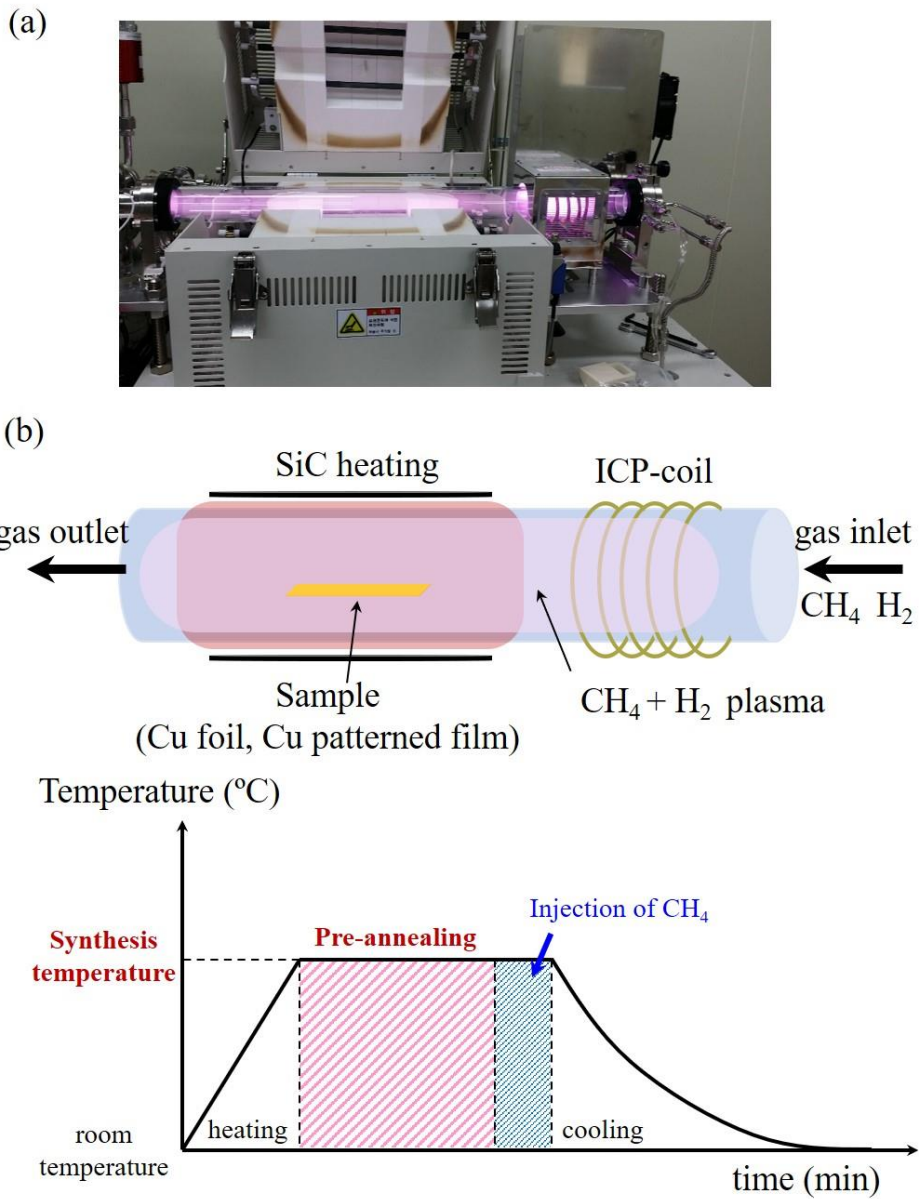 (a)
(b)
SiC heating
ICP-coil
gas outlet
gas inlet
CH₄ H₂
Sample
(Cu foil, Cu patterned film)
CH₄ + H₂ plasma
Temperature (ºC)
Injection of CH₄
Synthesis
temperature
Pre-annealing
room
temperature
heating
cooling
time (min)